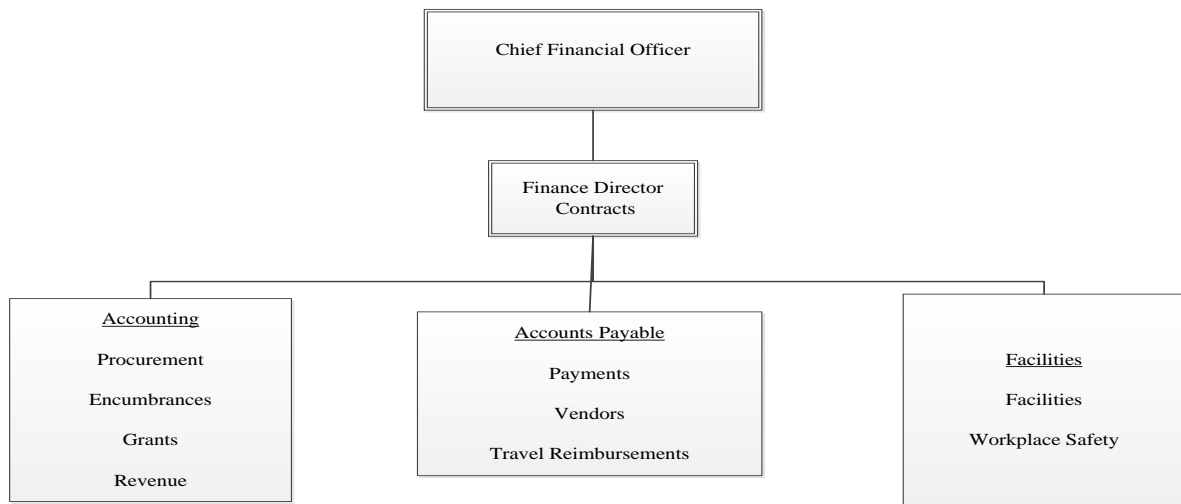 Chief Financial Officer
Finance Director
Contracts
Accounting
Procurement
Encumbrances
Grants
Revenue
Accounts Payable
Payments
Vendors
Travel Reimbursements
Facilities
Facilities
Workplace Safety